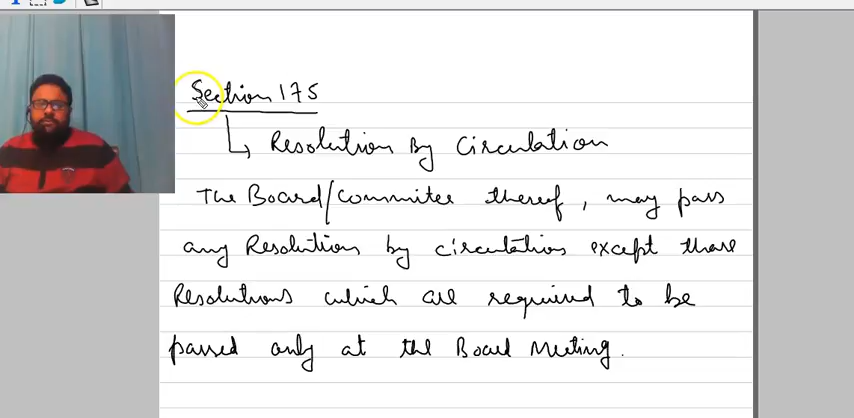 Section 175
Resolution By Circulation
The Board/Committee thereof, may pass
any Resolution by circulation except those
Resolutions which are required to be
passed only at the Board Meeting.